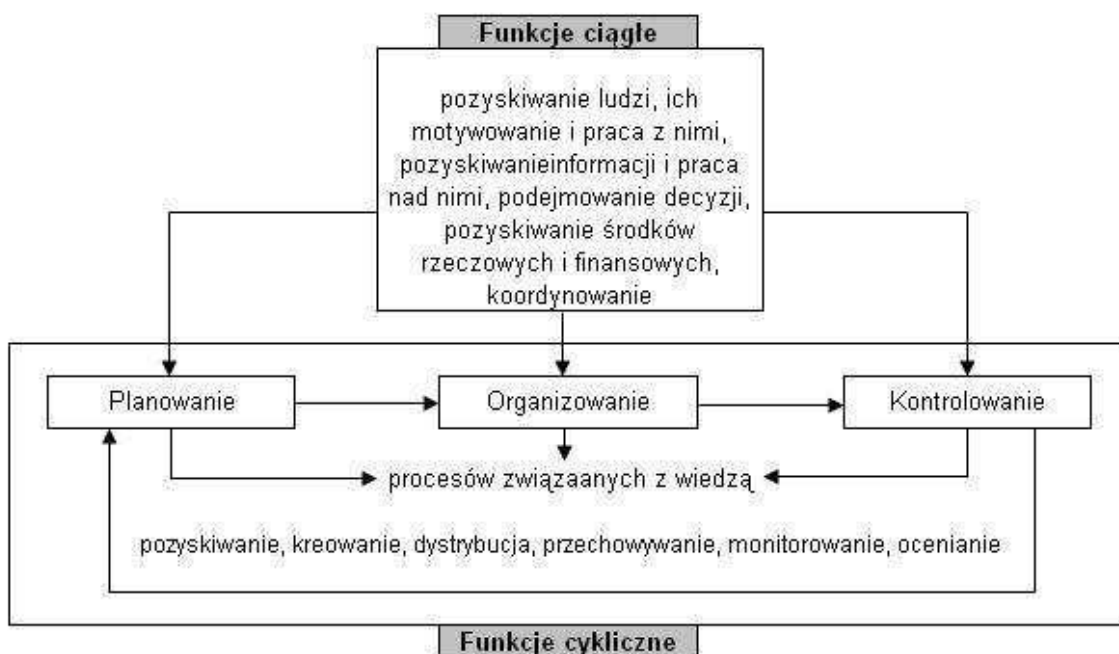 Funkcje ciągłe
pozyskiwanie ludzi, ich
motywowanie i praca z nimi,
pozyskiwanieinformacji i praca
nad nimi, podejmowanie decyzji,
pozyskiwanie środków
rzeczowych i finansowych,
koordynowanie
Planowanie
Organizowanie
Kontrolowanie
procesów związaanych z wiedzą
pozyskiwanie, kreowanie, dystrybucja, przechowywanie, monitorowanie, ocenianie
Funkcje cykliczne